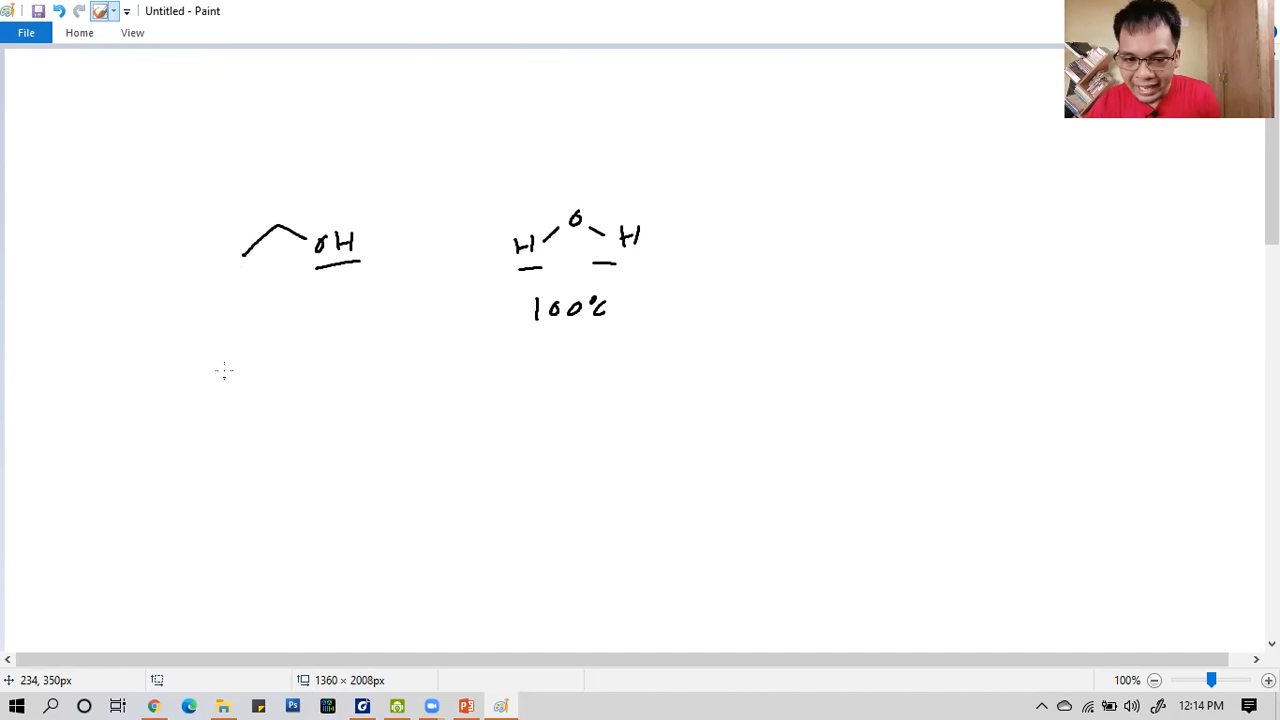 Untitled - Paint
File Home View
O
OH H H
100°C
234, 350px 1360 × 2008px 100%
12:14 PM